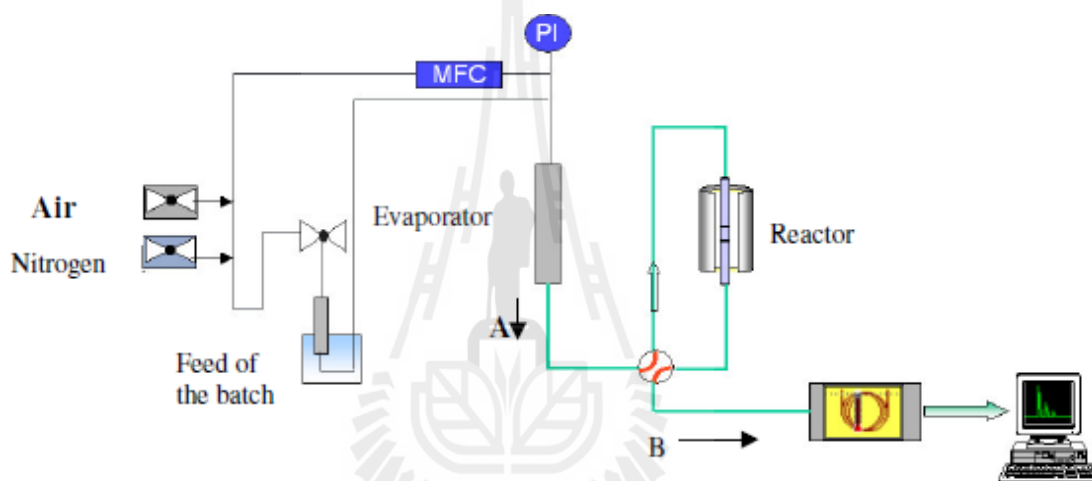 PI
MFC
Air
Nitrogen
Evaporator
Reactor
A
Feed of
the batch
B